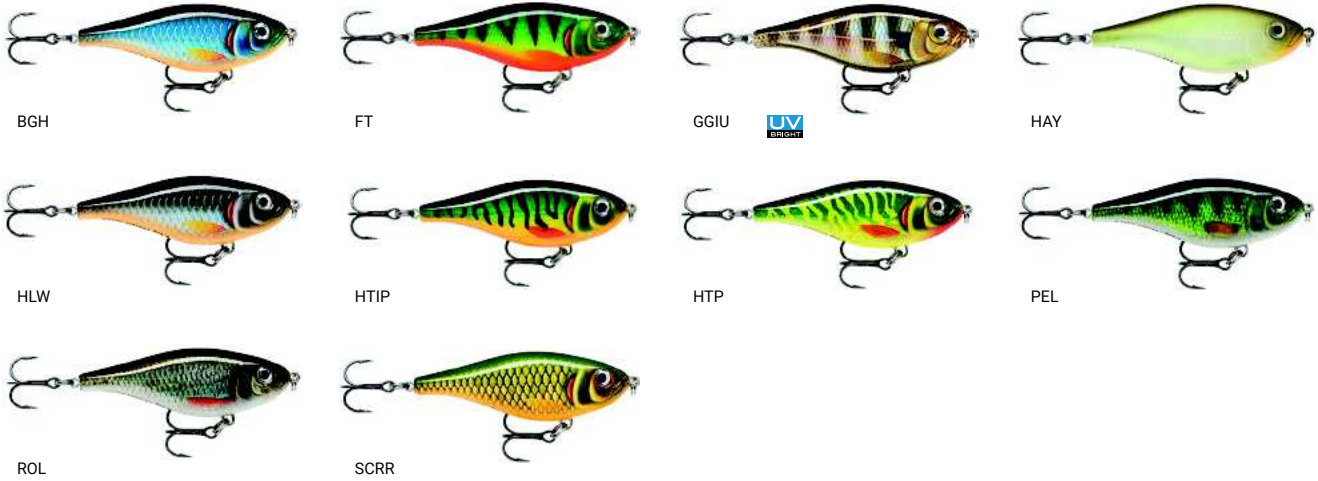 BGH
FT
GGIU
UV
BRIGHT
HAY
HLW
HTIP
HTP
PEL
ROL
SCRR